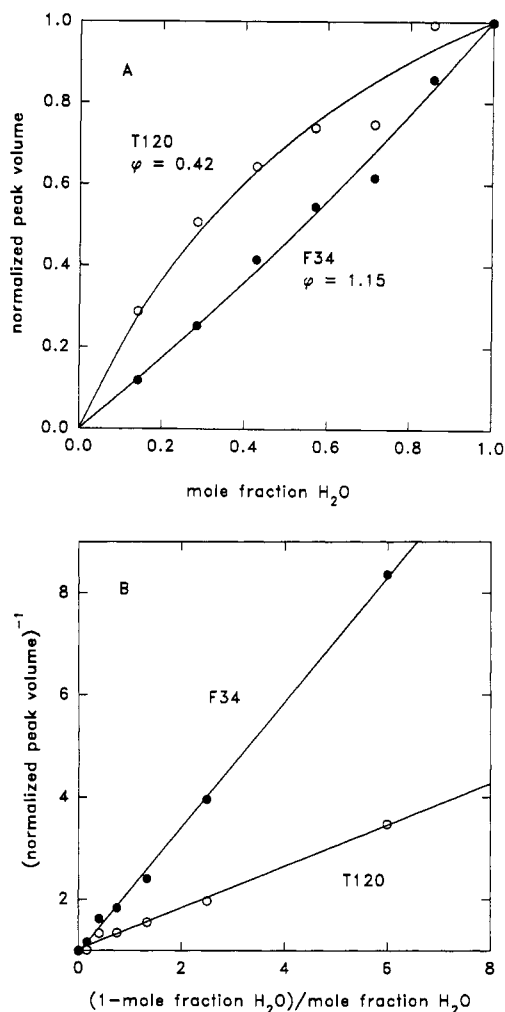 1.0
A
0.8
T120
φ = 0.42
0.6
F34
φ = 1.15
0.4
0.2
0.0
normalized peak volume
0.0 0.2 0.4 0.6 0.8 1.0
mole fraction H₂O
B
8
F34
6
4
T120
2
(normalized peak volume)⁻¹
0 2 4 6 8
(1-mole fraction H₂O)/mole fraction H₂O